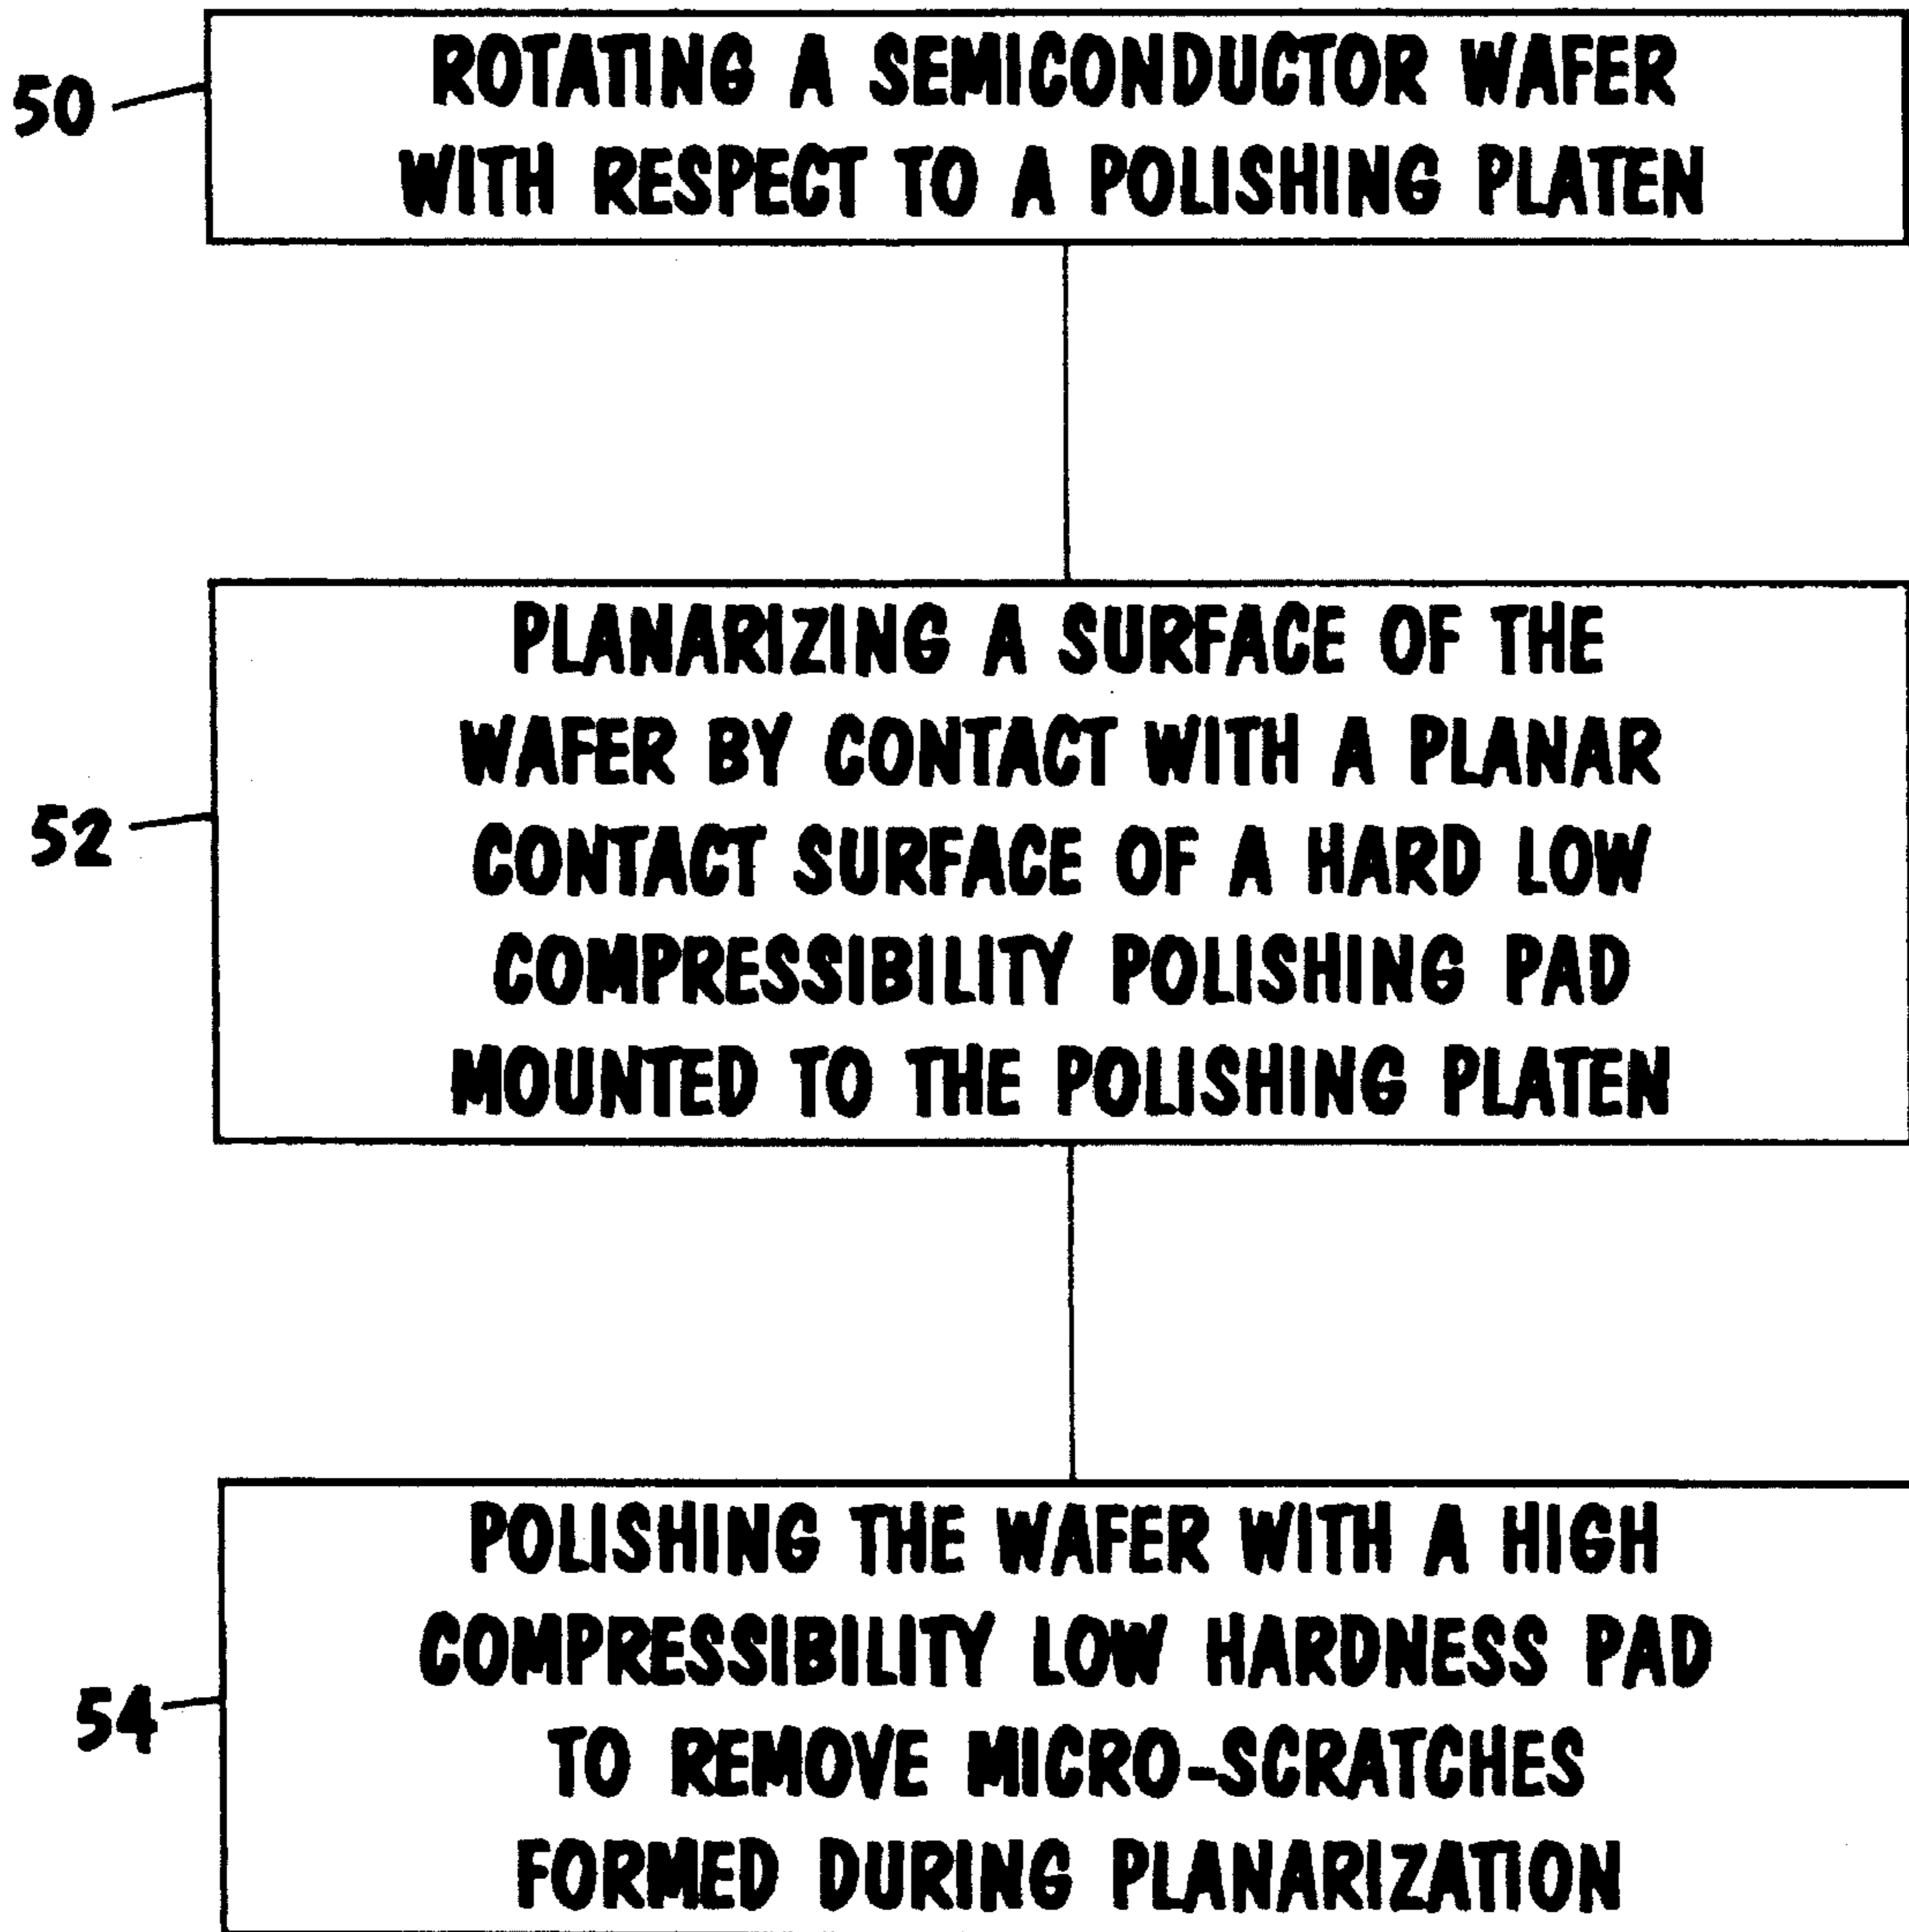 50
ROTATING A SEMICONDUCTOR WAFER
WITH RESPECT TO A POLISHING PLATEN
52
PLANARIZING A SURFACE OF THE
WAFER BY CONTACT WITH A PLANAR
CONTACT SURFACE OF A HARD LOW
COMPRESSIBILITY POLISHING PAD
MOUNTED TO THE POLISHING PLATEN
54
POLISHING THE WAFER WITH A HIGH
COMPRESSIBILITY LOW HARDNESS PAD
TO REMOVE MICRO-SCRATCHES
FORMED DURING PLANARIZATION